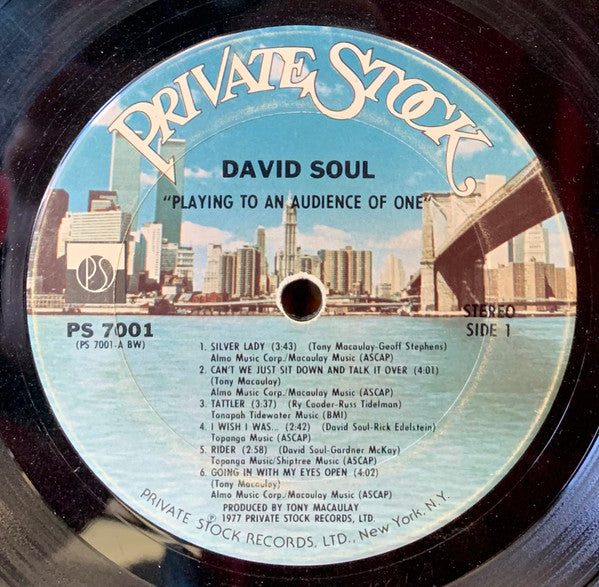 PRIVATE STOCK
DAVID SOUL
"PLAYING TO AN AUDIENCE OF ONE"
PS
PS 7001
(PS 7001-A BW)
STEREO
SIDE 1
1. SILVER LADY (3:43) (Tony Macaulay-Geoff Stephens)
Almo Music Corp./Macaulay Music (ASCAP)
2. CAN'T WE JUST SIT DOWN AND TALK IT OVER (4:01)
(Tony Macaulay)
Almo Music Corp./Macaulay Music (ASCAP)
3. TATTLER (3:37) (Ry Cooder-Russ Tidelman)
Tonapah Tidewater Music (BMI)
4. I WISH I WAS... (2:42) (David Soul-Rick Edelstein)
Topanga Music (ASCAP)
5. RIDER (2:58) (David Soul-Gardner McKay)
Topanga Music/Shiptree Music (ASCAP)
6. GOING IN WITH MY EYES OPEN (4:02)
(Tony Macaulay)
Almo Music Corp./Macaulay Music (ASCAP)
PRODUCED BY TONY MACAULAY
℗ 1977 PRIVATE STOCK RECORDS, LTD.
PRIVATE STOCK RECORDS, LTD., New York, N.Y.